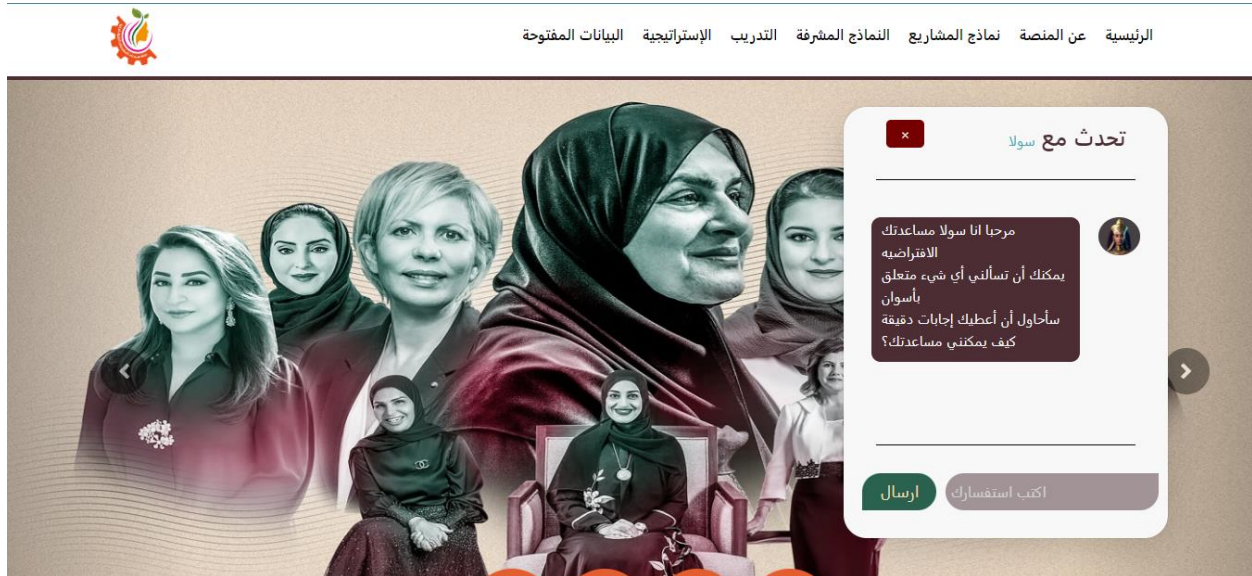 الرئيسية عن المنصة نماذج المشاريع النماذج المشرفة التدريب الإستراتيجية البيانات المفتوحة
تحدث مع سولا
×
مرحبا انا سولا مساعدتك
الافتراضيه
يمكنك أن تسألني أي شيء متعلق
بأسوان
سأحاول أن أعطيك إجابات دقيقة
كيف يمكنني مساعدتك؟
اكتب استفسارك
ارسال